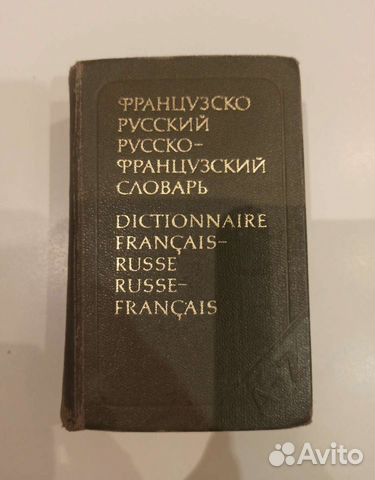 ФРАНЦУЗСКО
РУССКИЙ
РУССКО-
ФРАНЦУЗСКИЙ
СЛОВАРЬ
DICTIONNAIRE
FRANÇAIS-
RUSSE
RUSSE-
FRANÇAIS
Avito